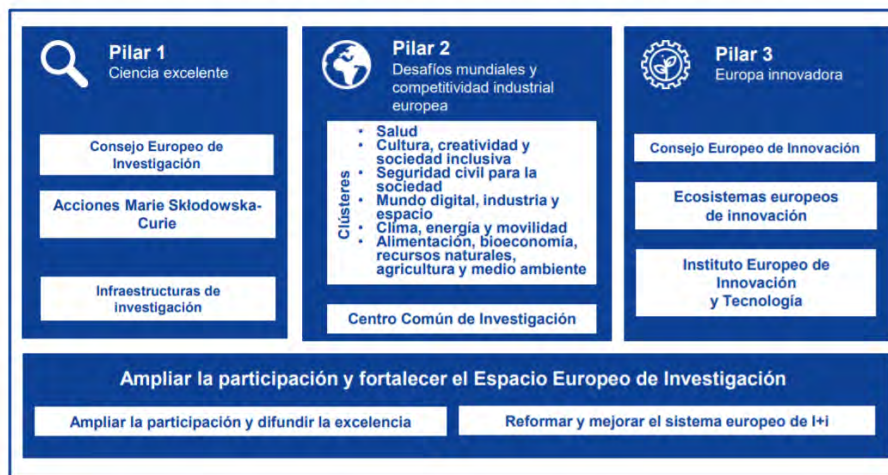 Pilar 1
Ciencia excelente
Consejo Europeo de
Investigación
Acciones Marie Skłodowska-
Curie
Infraestructuras de
investigación
Pilar 2
Desafíos mundiales y
competitividad industrial
europea
Clústeres
• Salud
• Cultura, creatividad y
sociedad inclusiva
• Seguridad civil para la
sociedad
• Mundo digital, industria y
espacio
• Clima, energía y movilidad
• Alimentación, bioeconomía,
recursos naturales,
agricultura y medio ambiente
Centro Común de Investigación
Pilar 3
Europa innovadora
Consejo Europeo de Innovación
Ecosistemas europeos
de innovación
Instituto Europeo de
Innovación
y Tecnología
Ampliar la participación y fortalecer el Espacio Europeo de Investigación
Ampliar la participación y difundir la excelencia
Reformar y mejorar el sistema europeo de I+i